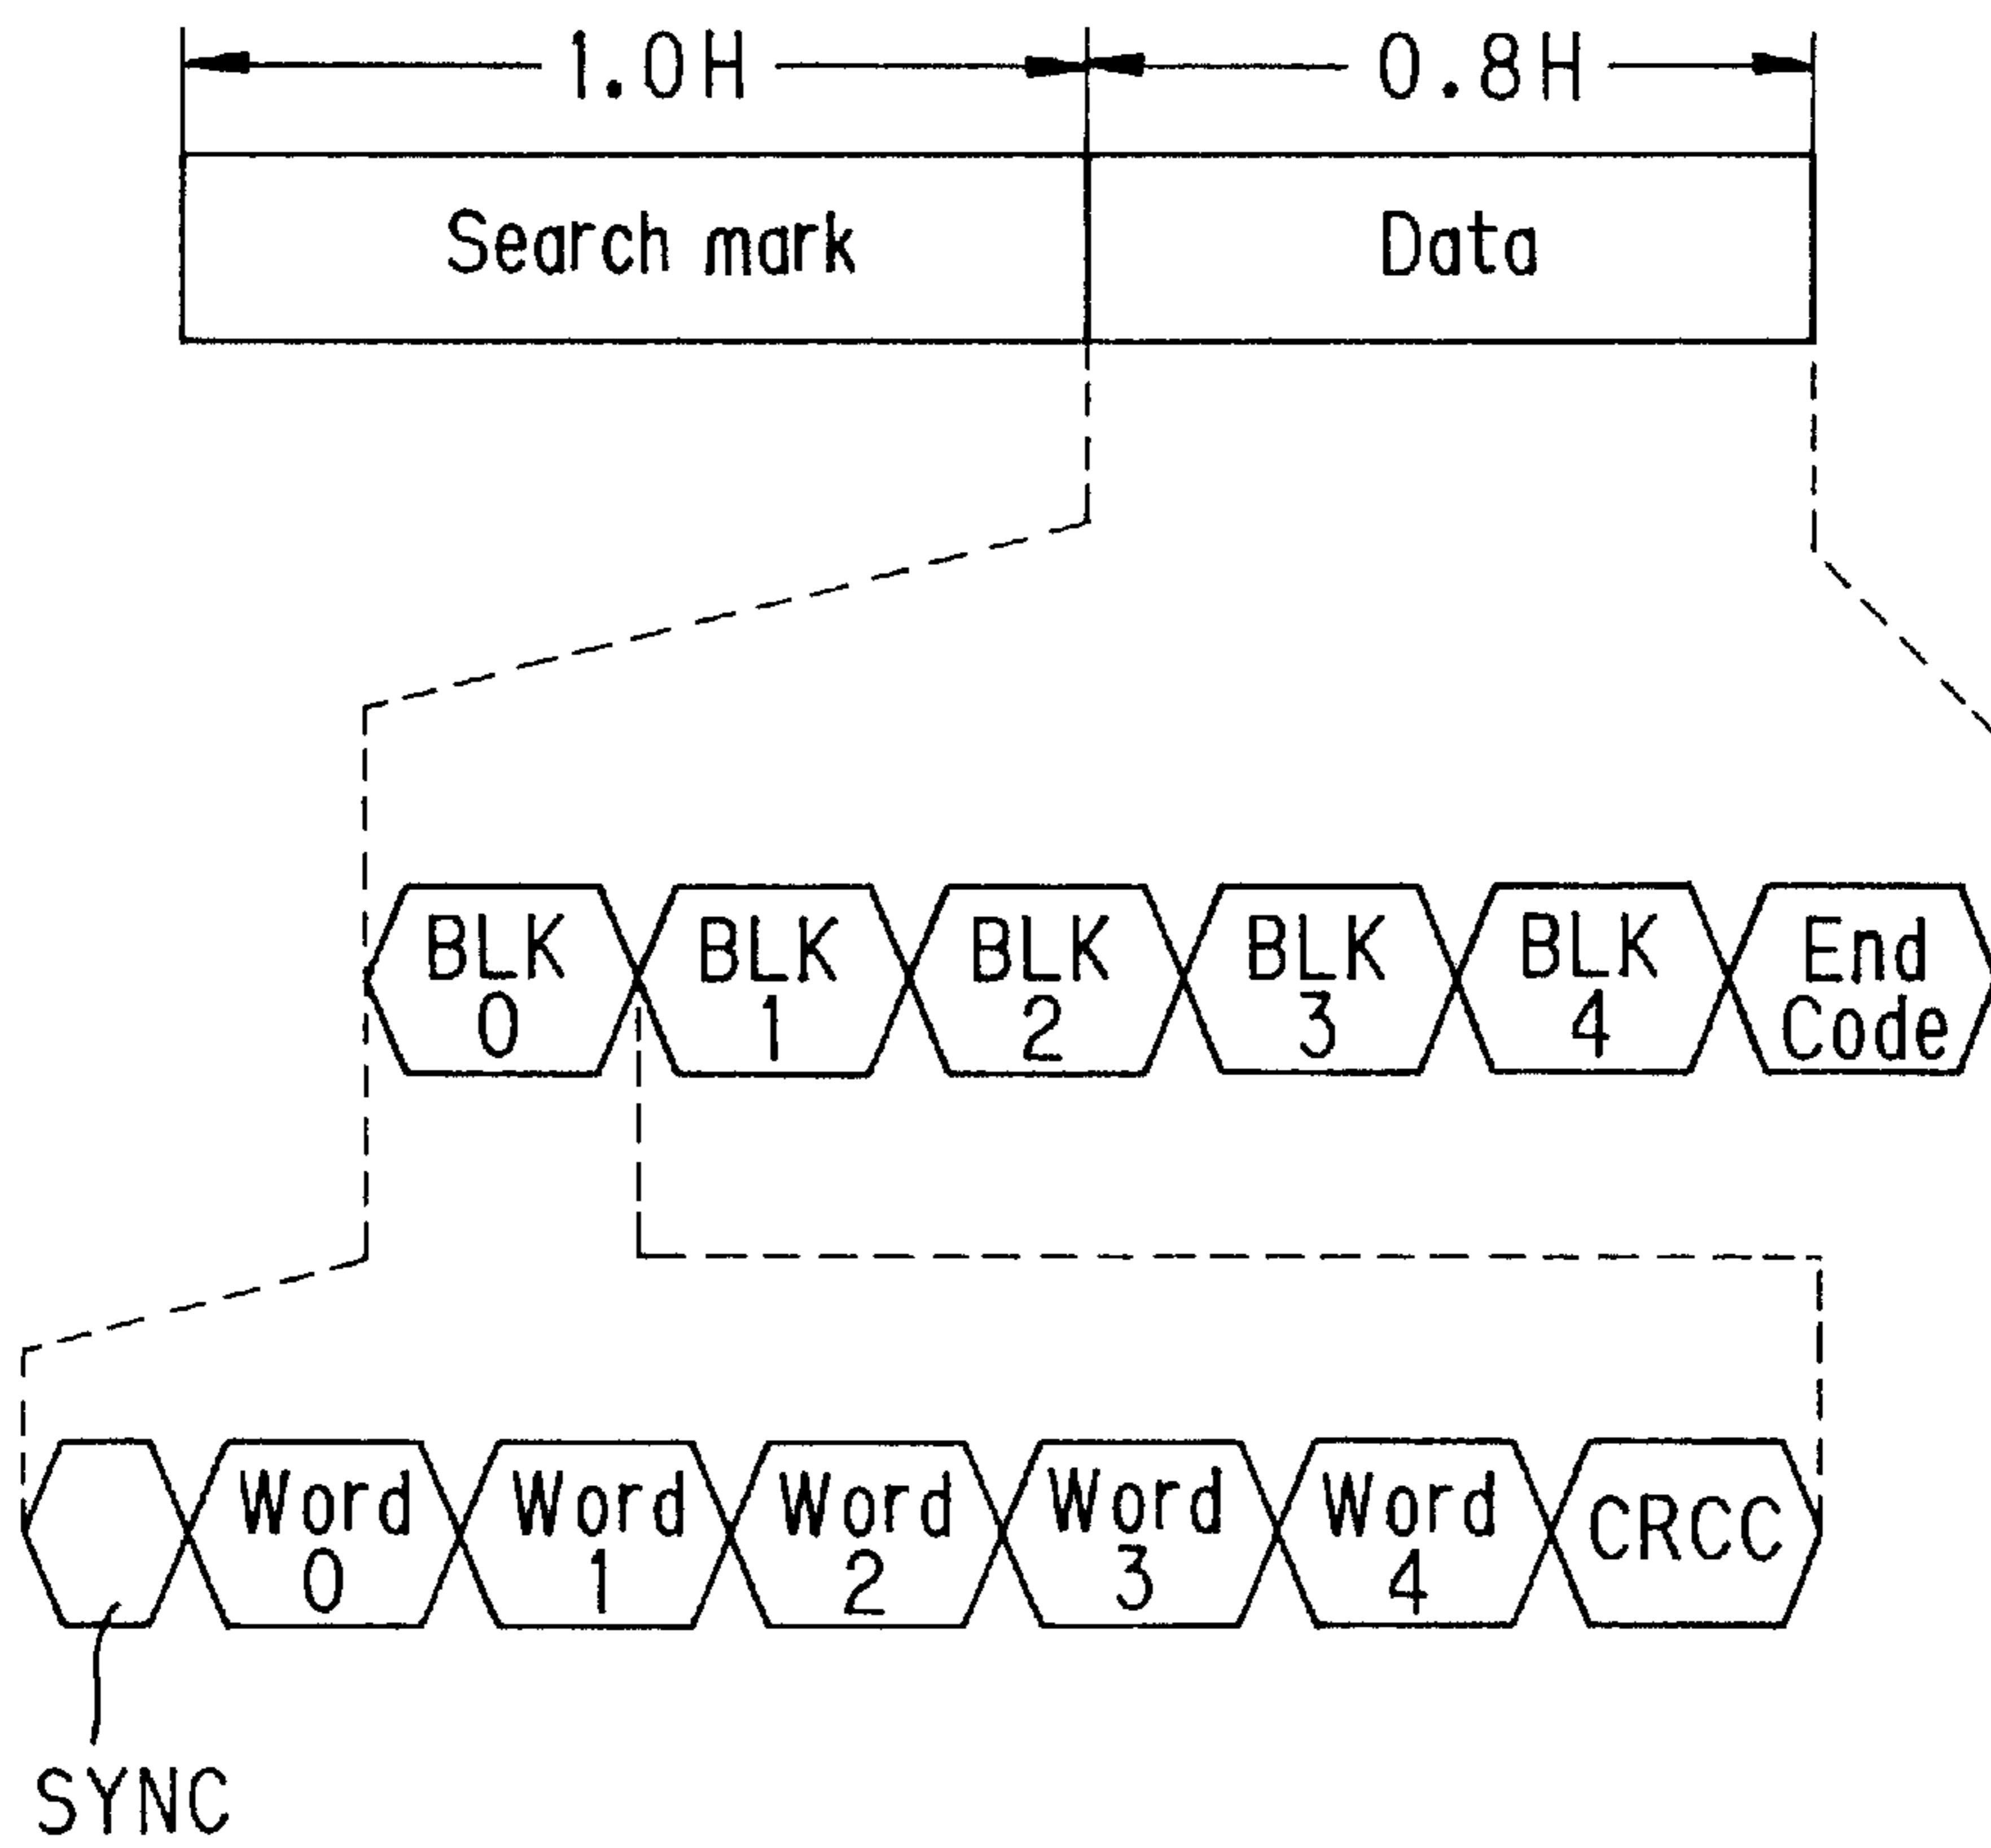 1.0H 0.8H
Search mark Data
BLK 0 BLK 1 BLK 2 BLK 3 BLK 4 End Code
Word 0 Word 1 Word 2 Word 3 Word 4 CRCC
SYNC